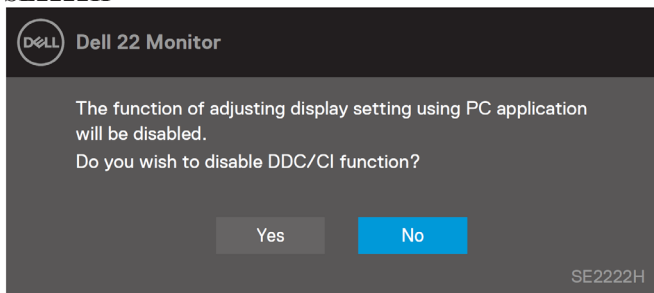 DELL Dell 22 Monitor
The function of adjusting display setting using PC application
will be disabled.
Do you wish to disable DDC/CI function?
Yes No
SE2222H